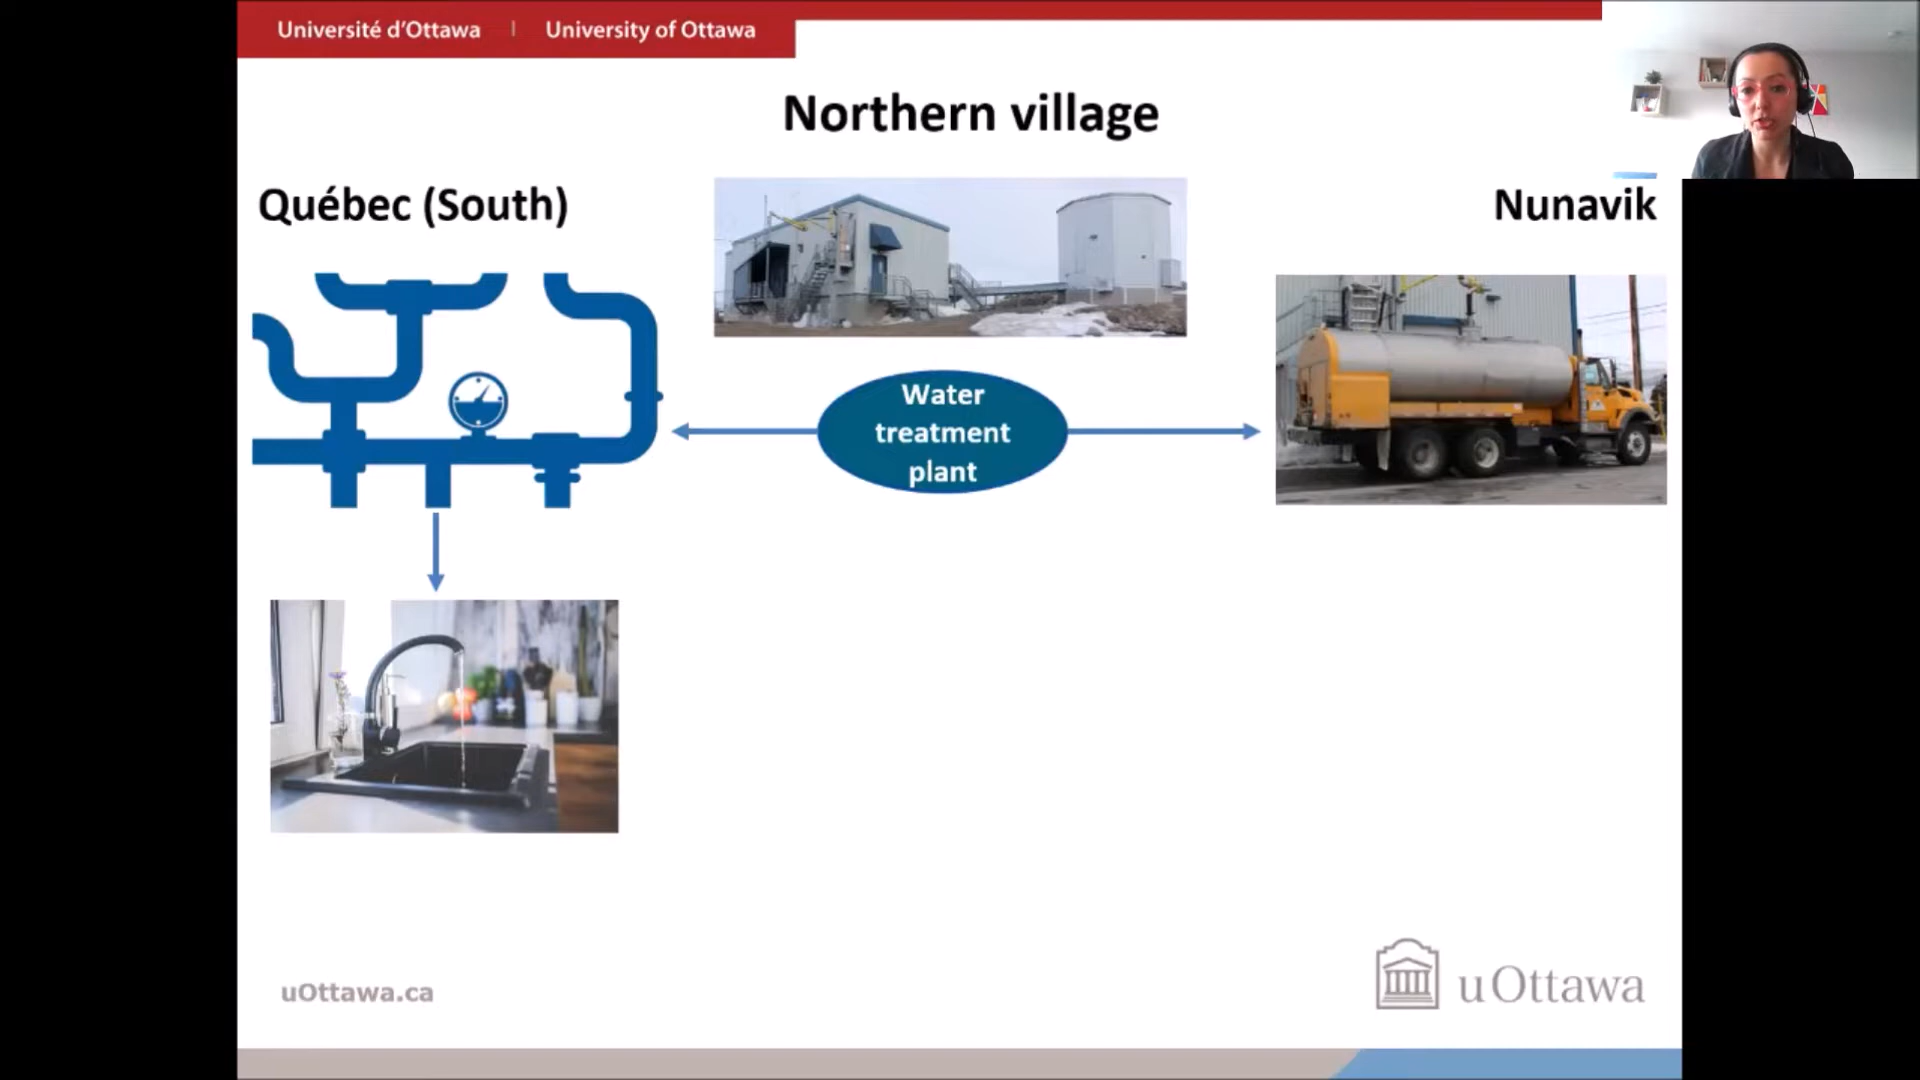 Université d'Ottawa | University of Ottawa
Northern village
Québec (South)
Nunavik
Water
treatment
plant
uOttawa.ca
uOttawa